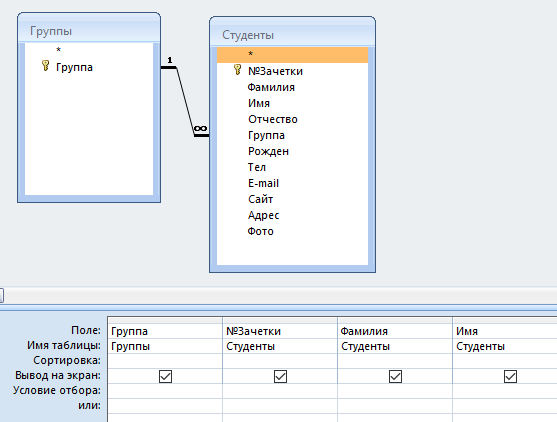 Группы
*
Группа
1
∞
Студенты
*
№Зачетки
Фамилия
Имя
Отчество
Группа
Рожден
Тел
E-mail
Сайт
Адрес
Фото
Поле: Группа №Зачетки Фамилия Имя
Имя таблицы: Группы Студенты Студенты Студенты
Сортировка:
Вывод на экран:
Условие отбора:
или: